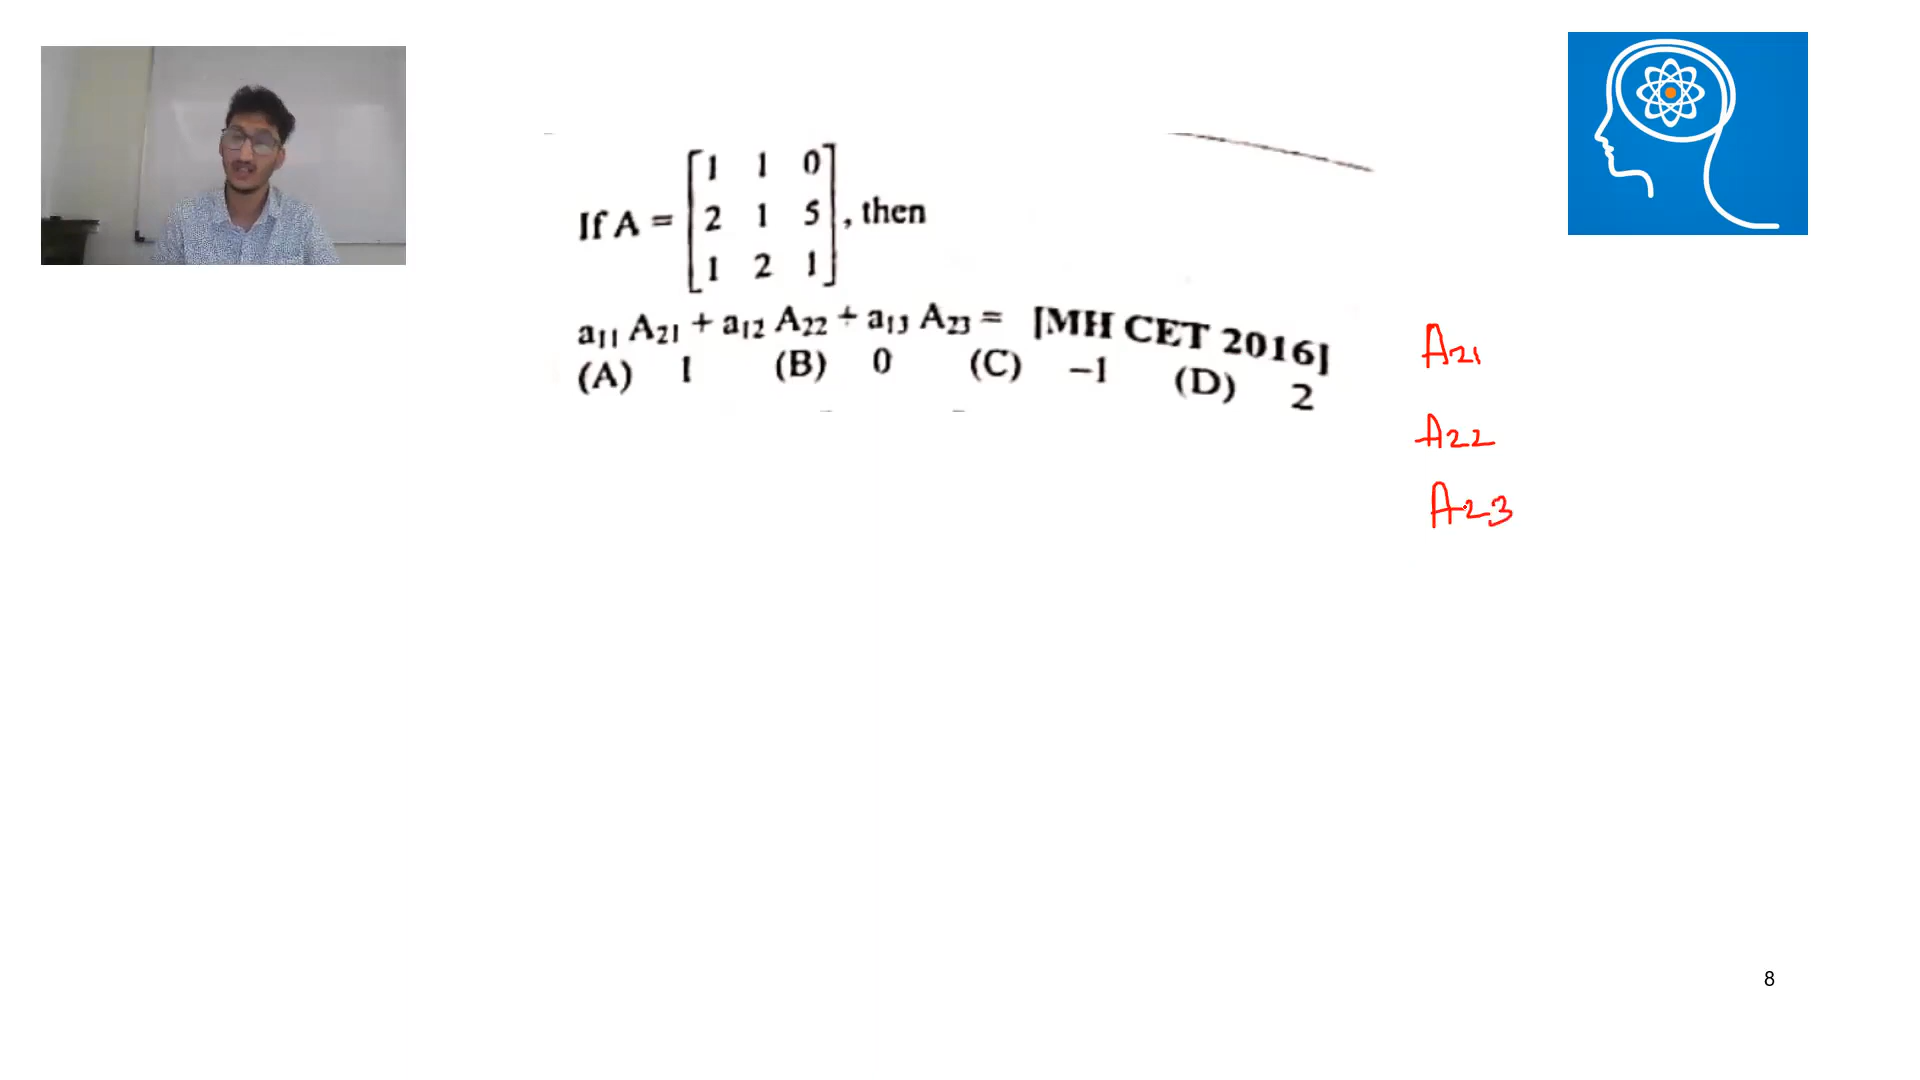 If A = [1 1 0
2 1 5
1 2 1], then
a₁₁ A₂₁ + a₁₂ A₂₂ + a₁₃ A₂₃ = [MH CET 2016]
(A) 1 (B) 0 (C) −1 (D) 2
A₂₁
A₂₂
A₂₃
8